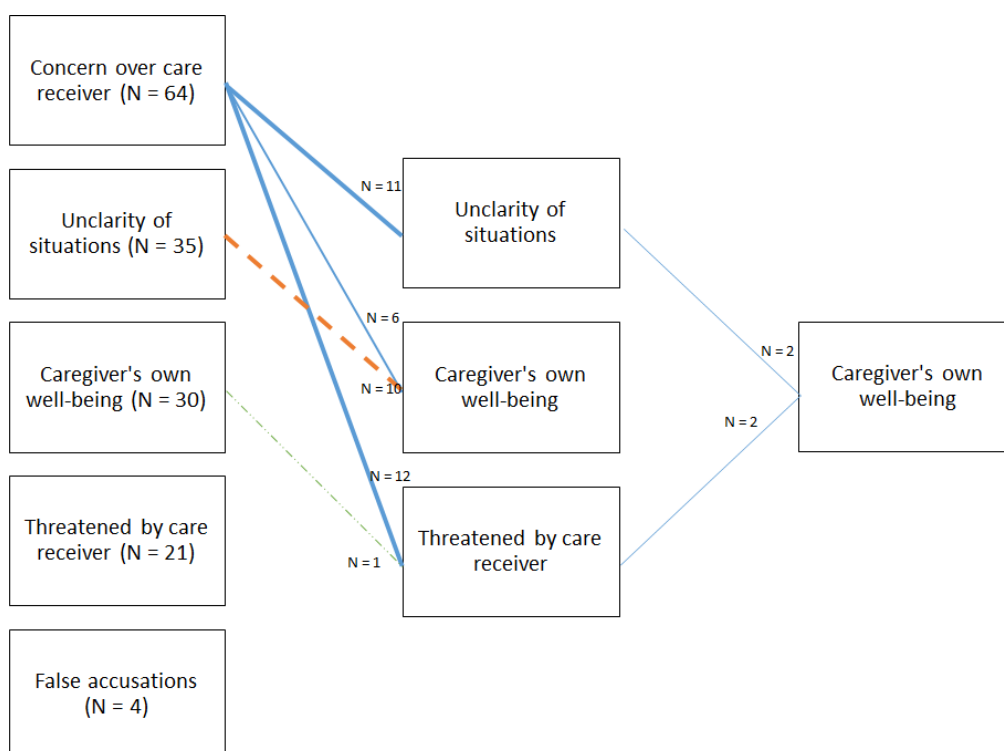 Concern over care
receiver (N = 64)
Unclarity of
situations (N = 35)
Caregiver's own
well-being (N = 30)
Threatened by care
receiver (N = 21)
False accusations
(N = 4)
N = 11
N = 6
N = 10
N = 12
N = 1
Unclarity of
situations
Caregiver's own
well-being
Threatened by care
receiver
N = 2
N = 2
Caregiver's own
well-being